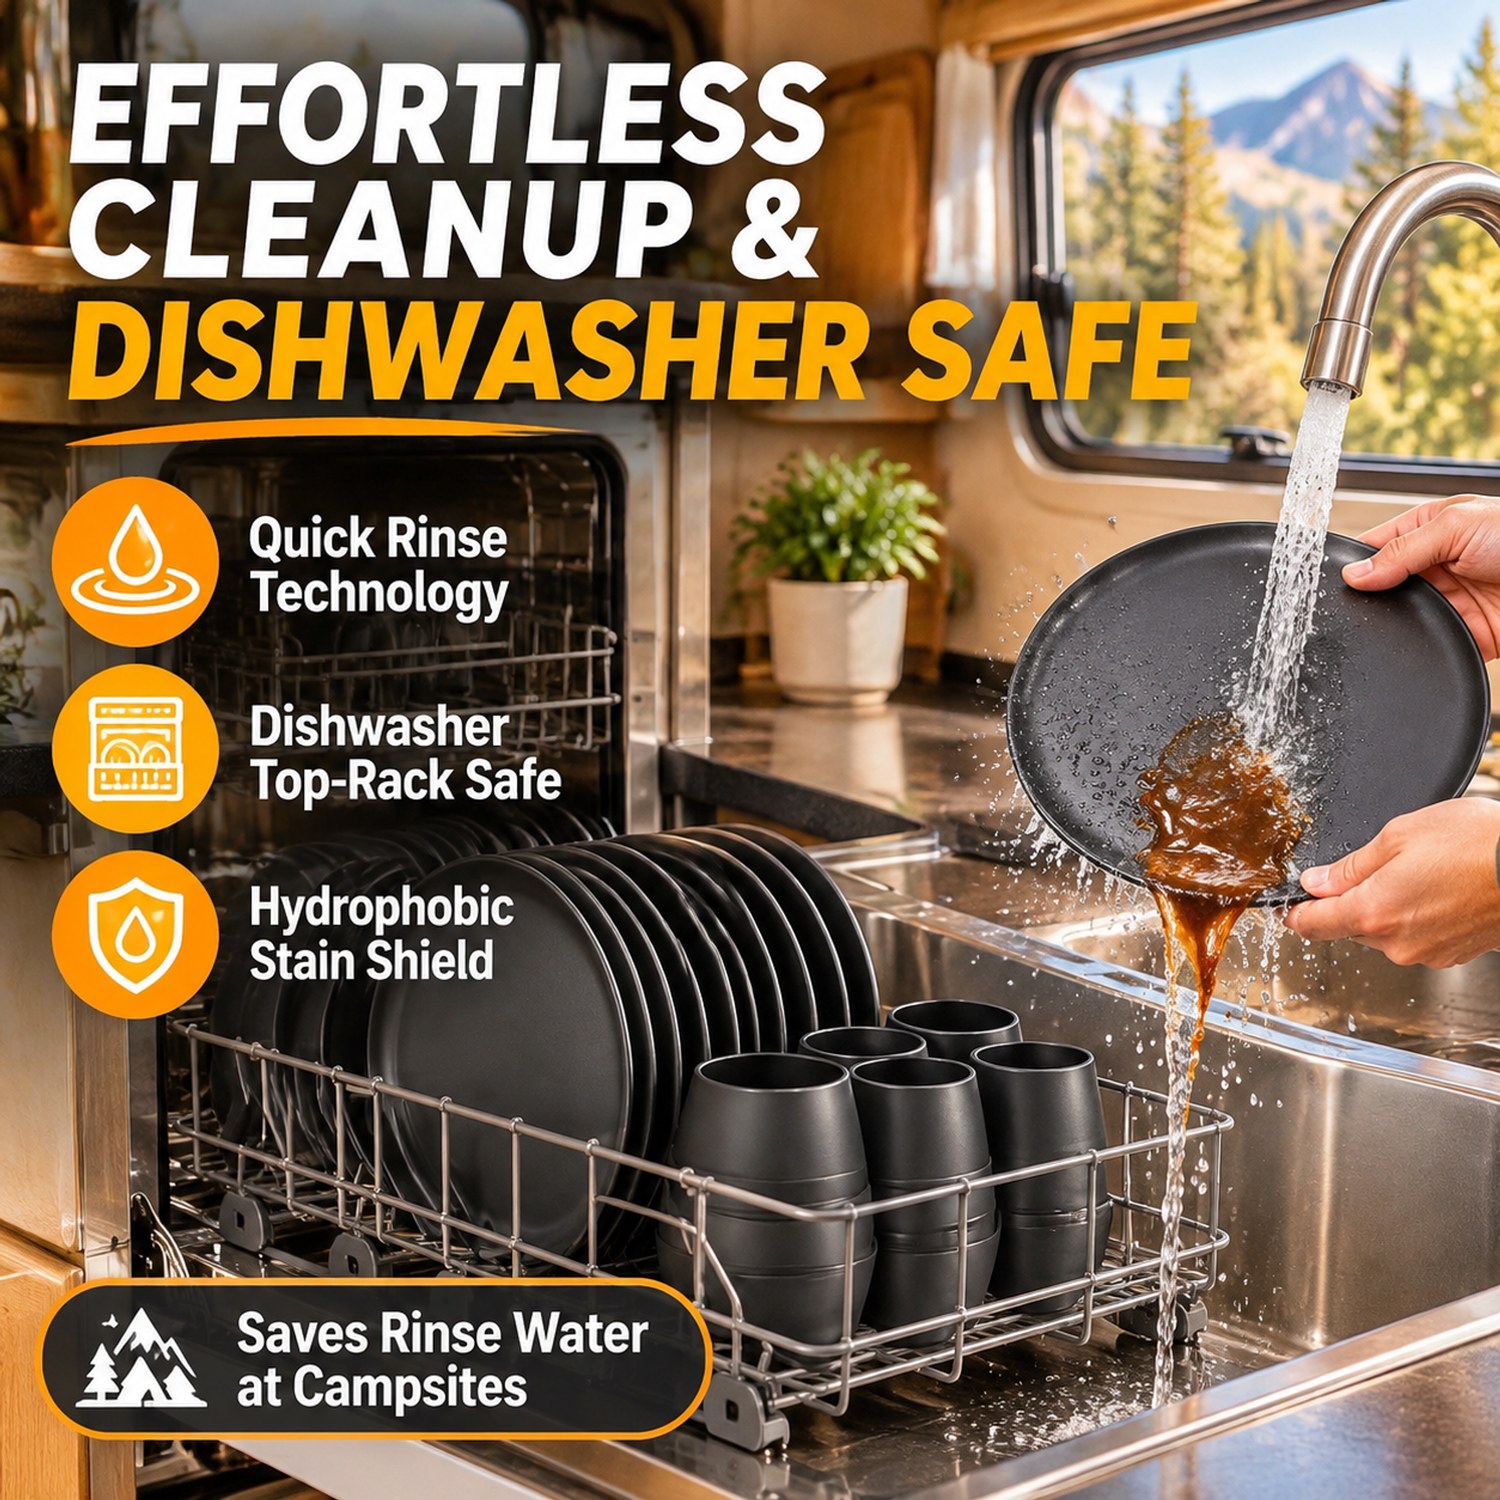 EFFORTLESS
CLEANUP &
DISHWASHER SAFE
Quick Rinse
Technology
Dishwasher
Top-Rack Safe
Hydrophobic
Stain Shield
Saves Rinse Water
at Campsites